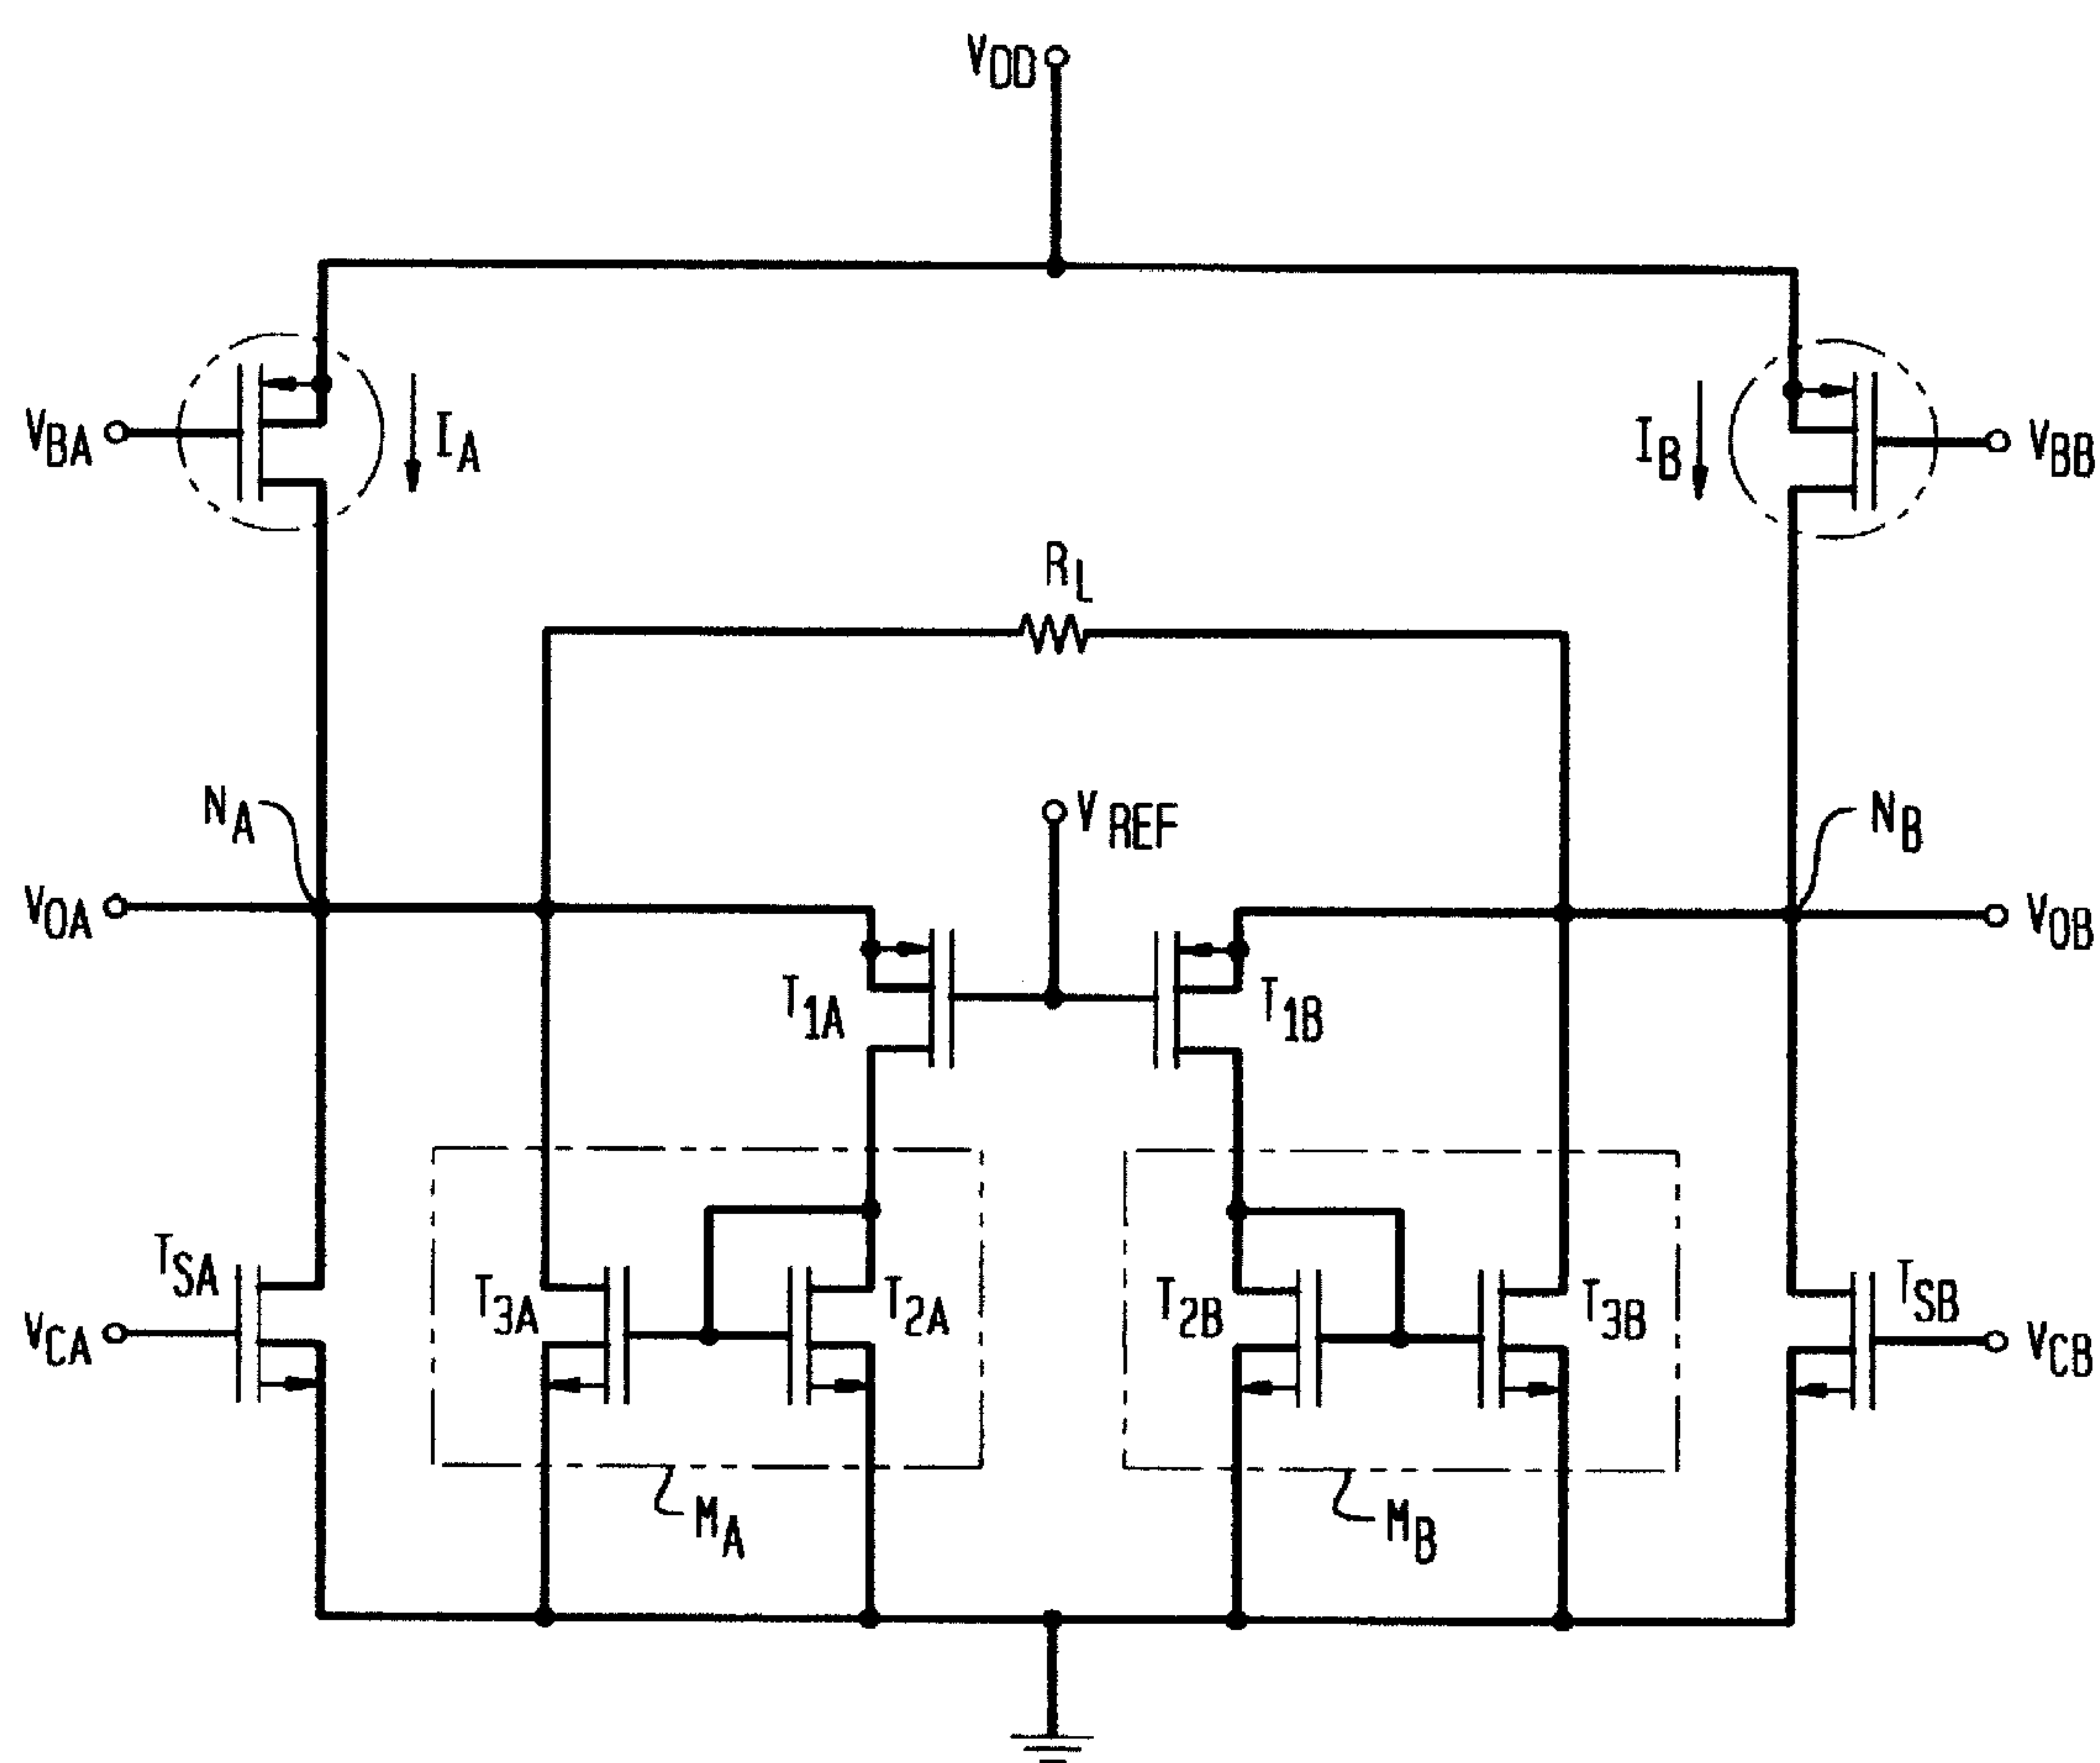 VDD
VBA
IA
IB
VBB
RL
NA
VREF
NB
VOA
VOB
T1A
T1B
TSA
T3A
T2A
T2B
T3B
TSB
VCA
VCB
MA
MB